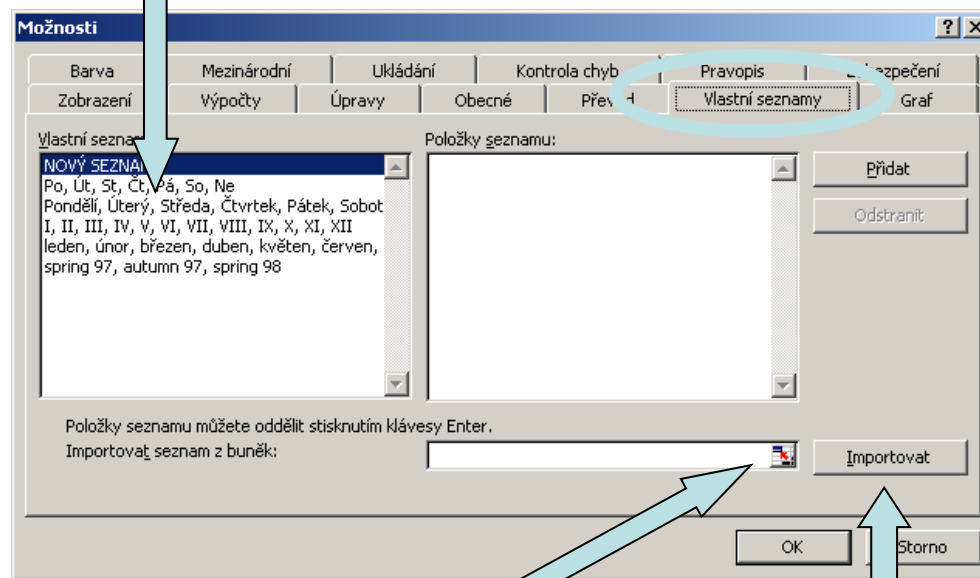 Možnosti
Barva Mezinárodní Ukládání Kontrola chyb Pravopis
Zobrazení Výpočty Úpravy Obecné Vlastní seznamy Graf
Vlastní Položky seznamu:
NOVÝ
Po, Út, St, Čt, Pá, So, Ne
Pondělí, Úterý, Středa, Čtvrtek, Pátek, Sobot
I, II, III, IV, V, VI, VII, VIII, IX, X, XI, XII
leden, únor, březen, duben, květen, červen,
spring 97, autumn 97, spring 98
Přidat
Odstranit
Položky seznamu můžete oddělit stisknutím klávesy Enter.
Importovat seznam z buněk:
Importovat
OK Storno